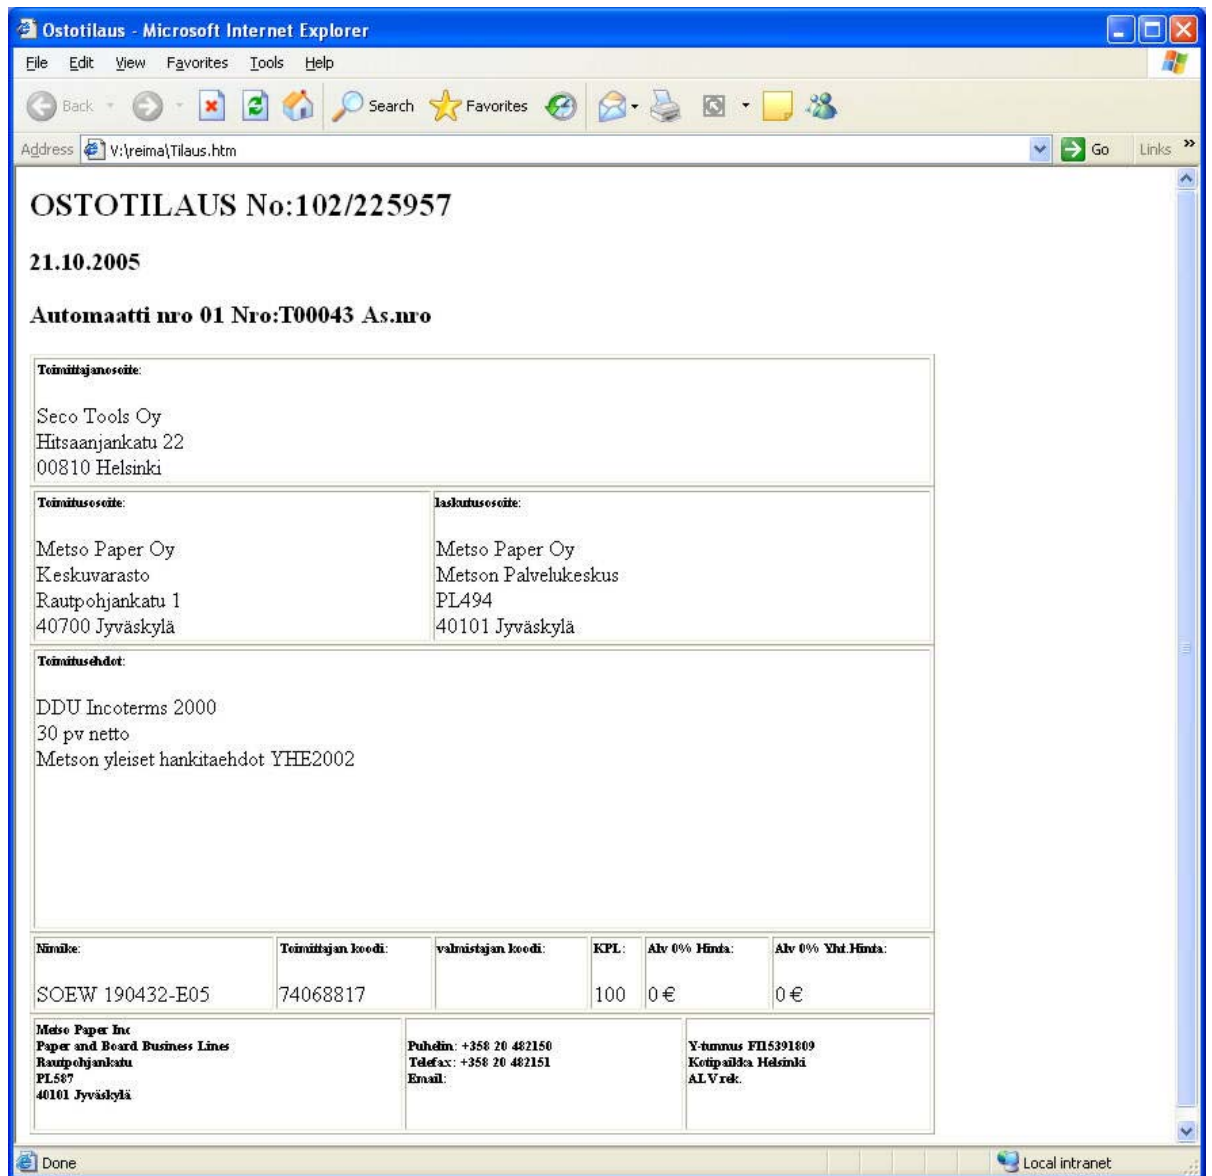 Ostotilaus - Microsoft Internet Explorer
File Edit View Favorites Tools Help
Back Search Favorites
Address V:\reima\Tilaus.htm Go Links »
OSTOTILAUS No:102/225957
21.10.2005
Automaatti nro 01 Nro:T00043 As.nro
Toimittajanosoite:
Seco Tools Oy
Hitsaanjankatu 22
00810 Helsinki
Toimitusosoite:
Metso Paper Oy
Keskuvarasto
Rautpohjankatu 1
40700 Jyväskylä
laskutusosoite:
Metso Paper Oy
Metson Palvelukeskus
PL494
40101 Jyväskylä
Toimitusehdot:
DDU Incoterms 2000
30 pv netto
Metson yleiset hankitaehdot YHE2002
Nimike: Toimittajan koodi: valmistajan koodi: KPL: Alv 0% Hinta: Alv 0% Yht.Hinta:
SOEW 190432-E05 74068817 100 0 € 0 €
Metso Paper Inc
Paper and Board Business Lines
Rautpohjankatu
PL587
40101 Jyväskylä
Puhelin: +358 20 482150
Telefax: +358 20 482151
Email:
Y-tunnus FI15391809
Kotipaikka Helsinki
ALV rek.
Done Local intranet